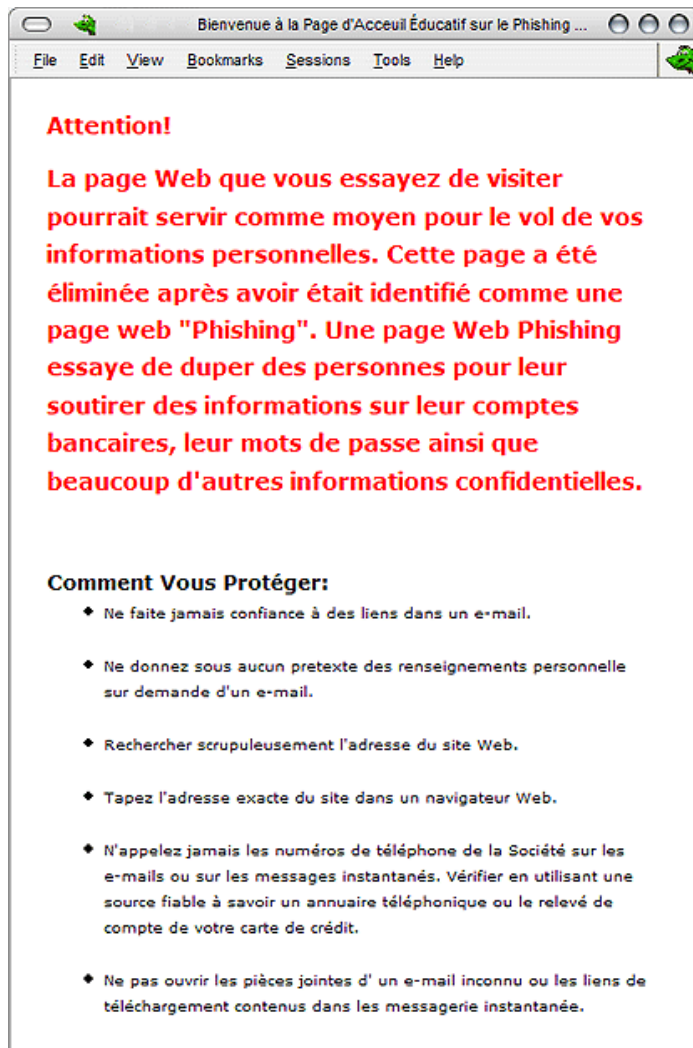 Bienvenue à la Page d'Acceuil Éducatif sur le Phishing ...
File Edit View Bookmarks Sessions Tools Help
Attention!
La page Web que vous essayez de visiter
pourrait servir comme moyen pour le vol de vos
informations personnelles. Cette page a été
éliminée après avoir était identifié comme une
page web "Phishing". Une page Web Phishing
essaye de duper des personnes pour leur
soutirer des informations sur leur comptes
bancaires, leur mots de passe ainsi que
beaucoup d'autres informations confidentielles.
Comment Vous Protéger:
Ne faite jamais confiance à des liens dans un e-mail.
Ne donnez sous aucun pretexte des renseignements personnelle
sur demande d'un e-mail.
Rechercher scrupuleusement l'adresse du site Web.
Tapez l'adresse exacte du site dans un navigateur Web.
N'appelez jamais les numéros de téléphone de la Société sur les
e-mails ou sur les messages instantanés. Vérifier en utilisant une
source fiable à savoir un annuaire téléphonique ou le relevé de
compte de votre carte de crédit.
Ne pas ouvrir les pièces jointes d' un e-mail inconnu ou les liens de
téléchargement contenus dans les messagerie instantanée.